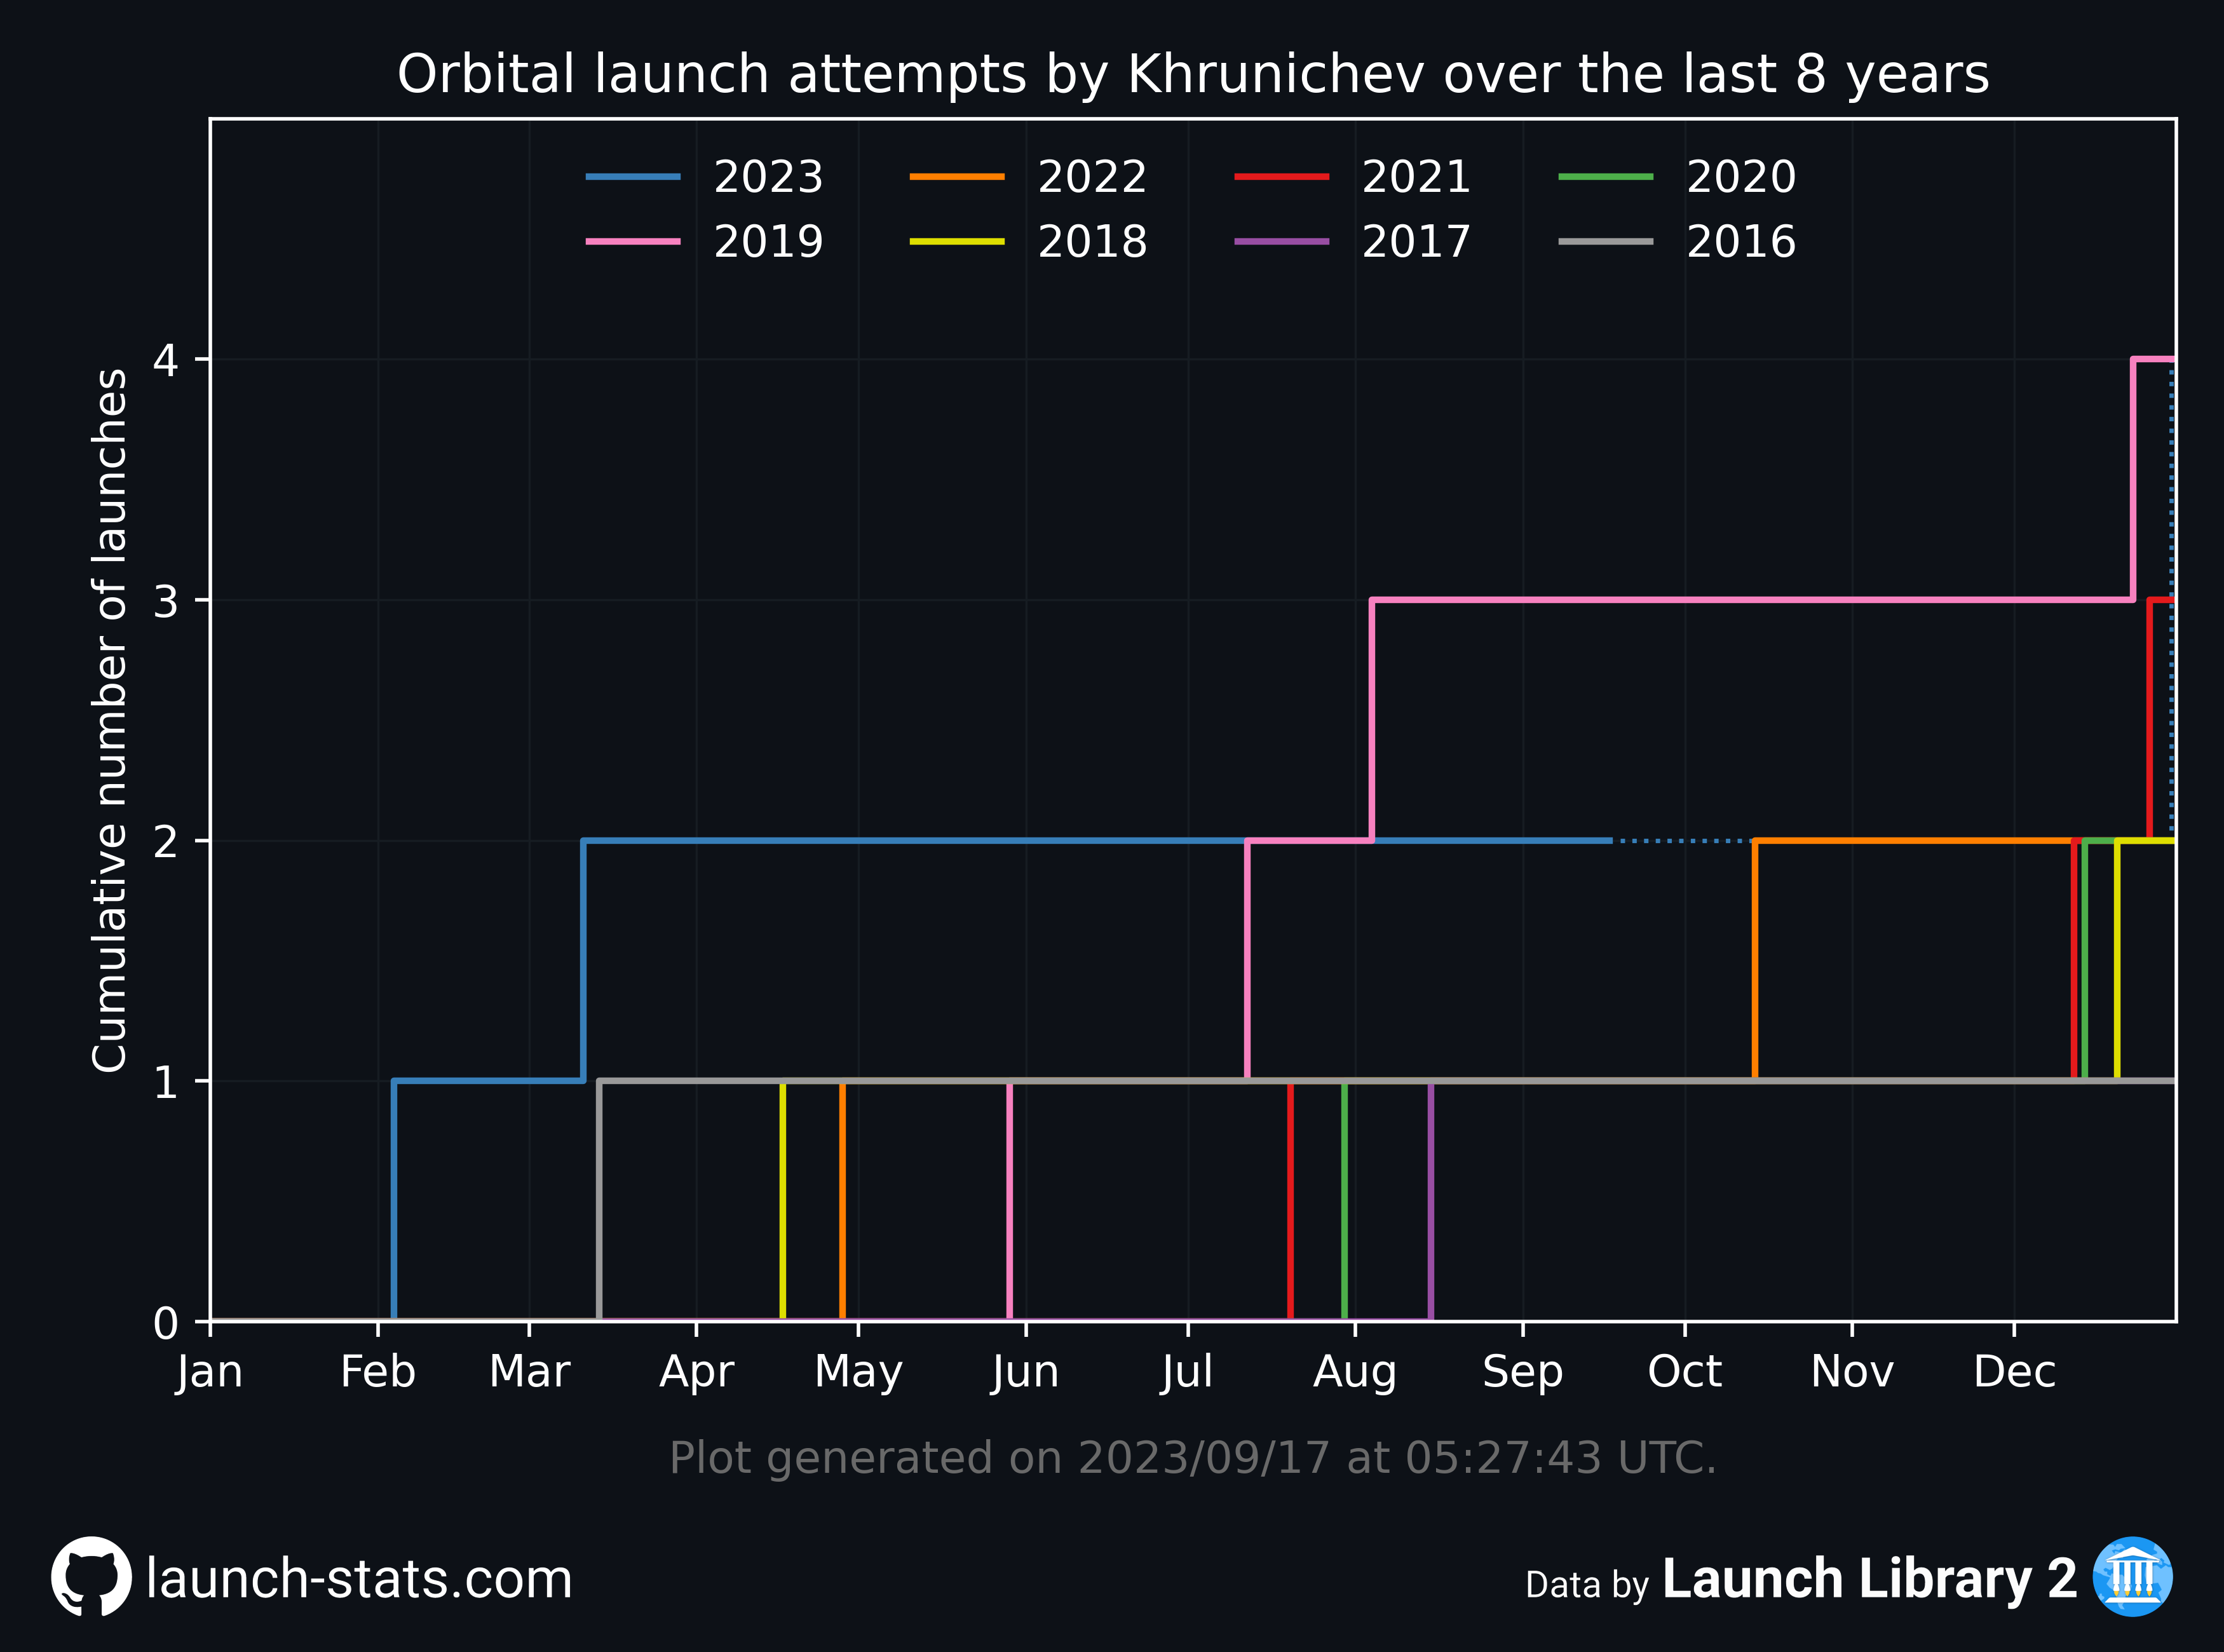 Orbital launch attempts by Khrunichev over the last 8 years
2023 2022 2021 2020
2019 2018 2017 2016
Cumulative number of launches
4
3
2
1
0
Jan Feb Mar Apr May Jun Jul Aug Sep Oct Nov Dec
Plot generated on 2023/09/17 at 05:27:43 UTC.
launch-stats.com
Data by Launch Library 2